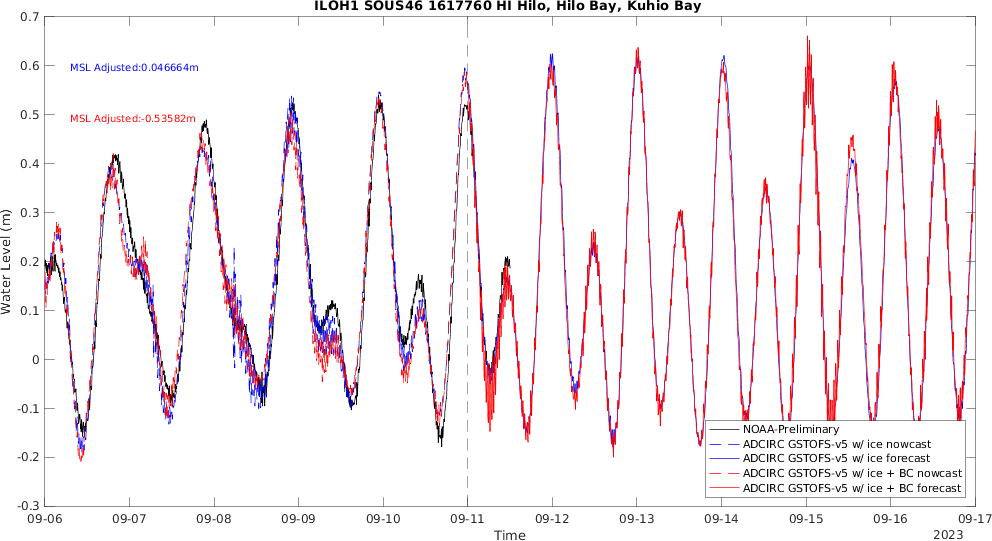 ILOH1 SOUS46 1617760 HI Hilo, Hilo Bay, Kuhio Bay
0.7
0.6
0.5
0.4
0.3
0.2
0.1
0
-0.1
-0.2
-0.3
Water Level (m)
MSL Adjusted:0.046664m
MSL Adjusted:-0.53582m
NOAA-Preliminary
ADCIRC GSTOFS-v5 w/ ice nowcast
ADCIRC GSTOFS-v5 w/ ice forecast
ADCIRC GSTOFS-v5 w/ ice + BC nowcast
ADCIRC GSTOFS-v5 w/ ice + BC forecast
09-06 09-07 09-08 09-09 09-10 09-11 09-12 09-13 09-14 09-15 09-16 09-17
Time
2023